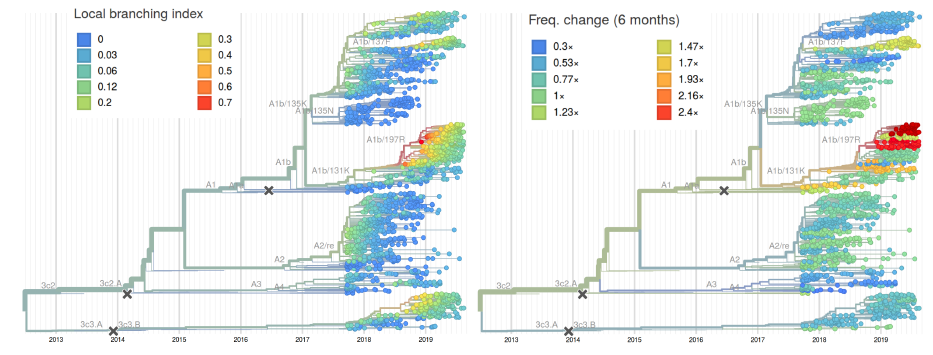 Local branching index
0
0.03
0.06
0.12
0.2
0.3
0.4
0.5
0.6
0.7
A1b/137F
A1b/135K
A1b/135N
A1b/197R
A1b
A1b/131K
A1
A2/re
A2
A3
3c2
3c2.A
3c3.A
3c3.B
2013
2014
2015
2016
2017
2018
2019
Freq. change (6 months)
0.3×
0.53×
0.77×
1×
1.23×
1.47×
1.7×
1.93×
2.16×
2.4×
A1b/137F
A1b/135K
A1b/135N
A1b/197R
A1b
A1b/131K
A1
A2/re
A2
A3
3c2
3c2.A
3c3.A
3c3.B
2013
2014
2015
2016
2017
2018
2019